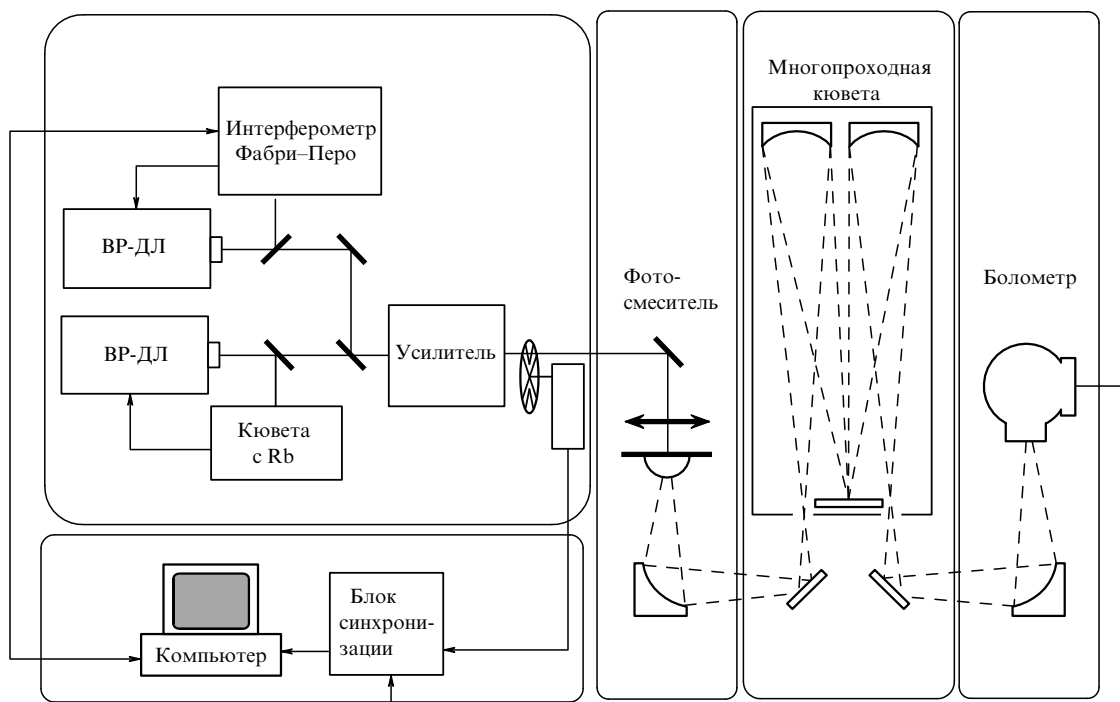 Многопроходная
кювета
Интерферометр
Фабри–Перо
ВР-ДЛ
Фото-
смеситель
Болометр
ВР-ДЛ
Усилитель
Кювета
с Rb
Блок
синхрони-
зации
Компьютер